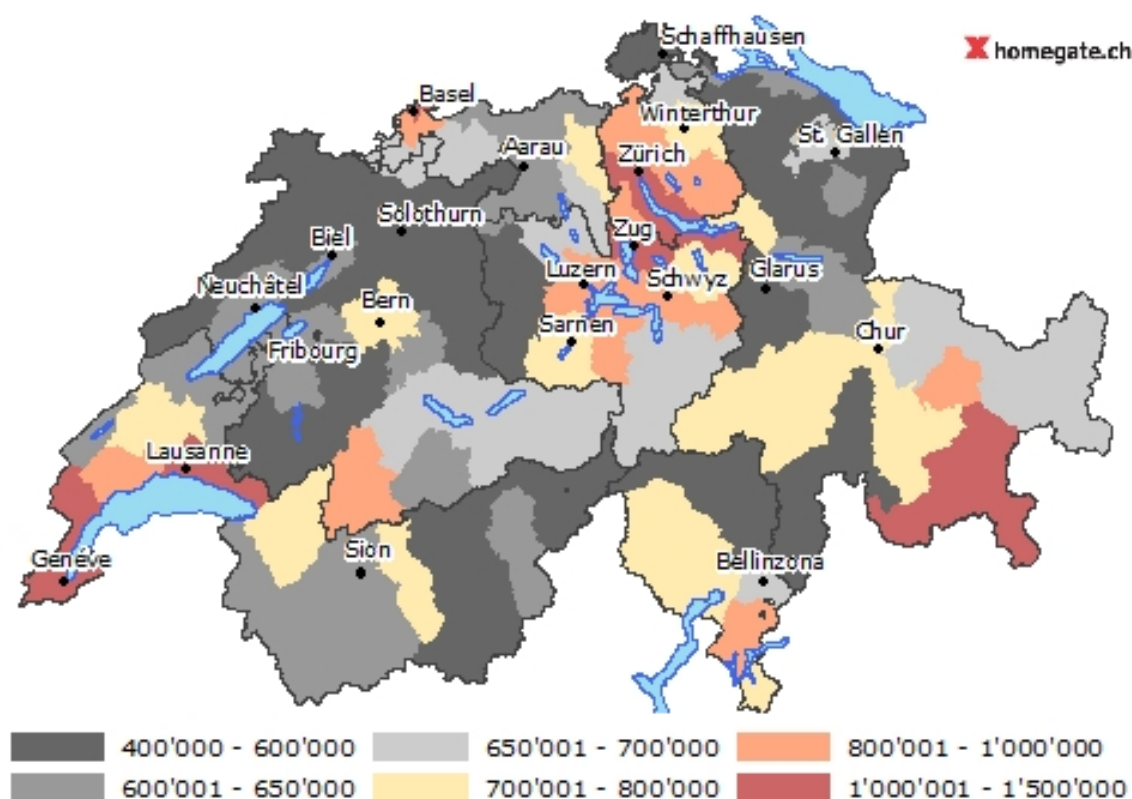 Schaffhausen
homegate.ch
Basel
Winterthur
St. Gallen
Aarau
Zürich
Solothurn
Biel
Zug
Neuchâtel
Luzern
Schwyz
Glarus
Bern
Sarnen
Chur
Fribourg
Lausanne
Sion
Genéve
Bellinzona
400'000 - 600'000
650'001 - 700'000
800'001 - 1'000'000
600'001 - 650'000
700'001 - 800'000
1'000'001 - 1'500'000